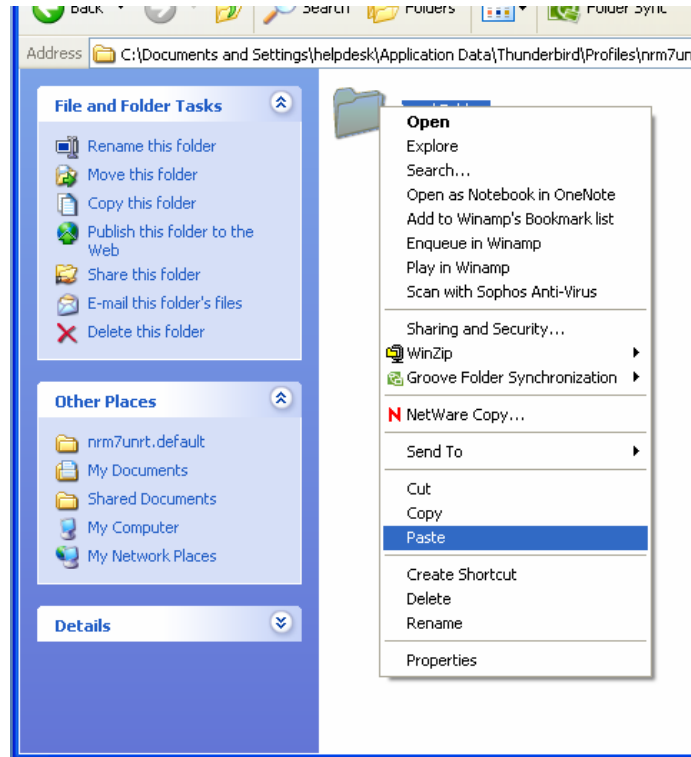 Back Search Folders Folder Sync
Address C:\Documents and Settings\helpdesk\Application Data\Thunderbird\Profiles\nrm7un
File and Folder Tasks
Rename this folder
Move this folder
Copy this folder
Publish this folder to the
Web
Share this folder
E-mail this folder's files
Delete this folder
Other Places
nrm7unrt.default
My Documents
Shared Documents
My Computer
My Network Places
Details
Open
Explore
Search...
Open as Notebook in OneNote
Add to Winamp's Bookmark list
Enqueue in Winamp
Play in Winamp
Scan with Sophos Anti-Virus
Sharing and Security...
WinZip
Groove Folder Synchronization
N NetWare Copy...
Send To
Cut
Copy
Paste
Create Shortcut
Delete
Rename
Properties